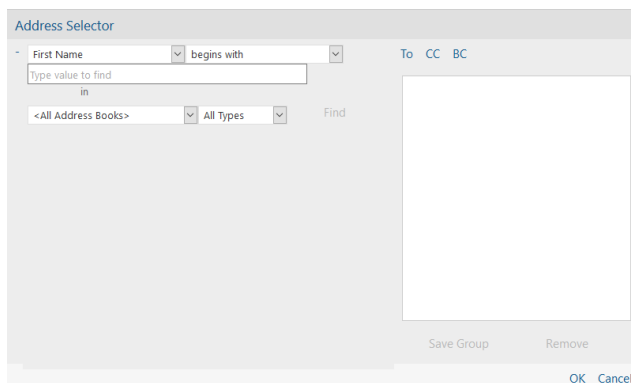 Address Selector
- First Name begins with To CC BC
Type value to find
in
<All Address Books> All Types Find
Save Group Remove
OK Cancel